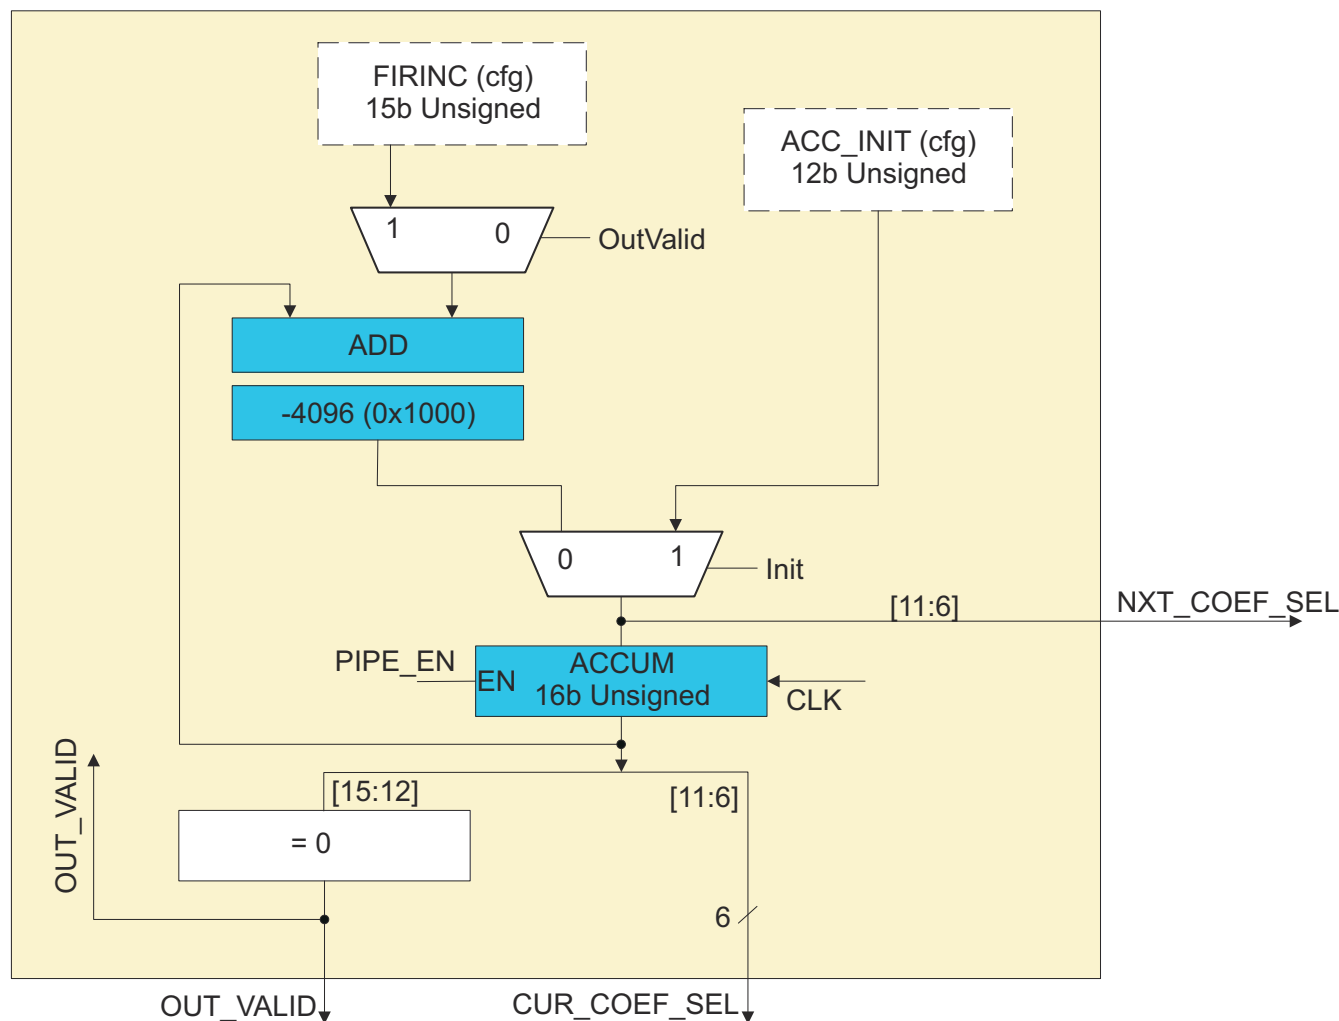 FIRINC (cfg)
15b Unsigned
ACC_INIT (cfg)
12b Unsigned
1
0
OutValid
ADD
-4096 (0x1000)
0
1
Init
[11:6]
NXT_COEF_SEL
PIPE_EN
EN
ACCUM
16b Unsigned
CLK
OUT_VALID
[15:12]
[11:6]
= 0
6
OUT_VALID
CUR_COEF_SEL